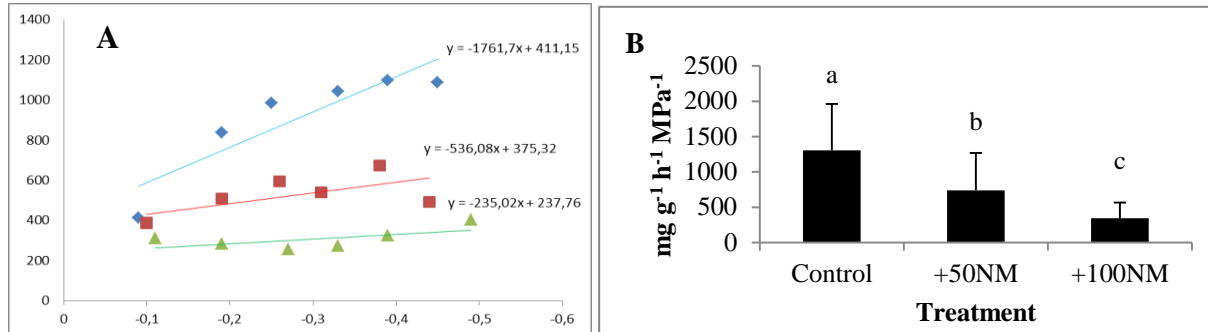 A
1400
1200
1000
800
600
400
200
0
0 -0,1 -0,2 -0,3 -0,4 -0,5 -0,6
y = -1761,7x + 411,15
y = -536,08x + 375,32
y = -235,02x + 237,76
B
mg g-1 h-1 MPa-1
2500
2000
1500
1000
500
0
a
b
c
Control +50NM +100NM
Treatment